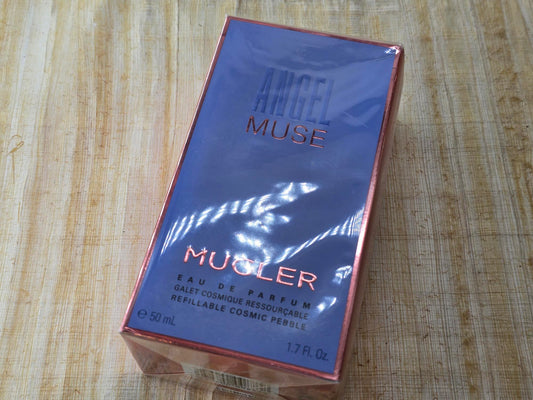 ANGEL
MUSE
MUGLER
EAU DE PARFUM
GALET COSMIQUE RESSOURÇABLE
REFILLABLE COSMIC PEBBLE
℮ 50 mL
1.7 Fl. Oz.